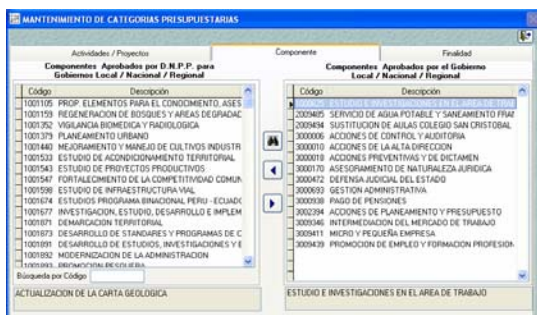 MANTENIMIENTO DE CATEGORIAS PRESUPUESTARIAS
Actividades / Proyectos
Componente
Finalidad
Componentes Aprobados por D.N.P.P. para
Gobiernos Local / Nacional / Regional
Código Descripción
1001105 PROP. ELEMENTOS PARA EL CONOCIMIENTO, ASES
1001159 REGENERACION DE BOSQUES Y AREAS DEGRADAD
1001352 VIGILANCIA BIOMEDICA Y RADIOLOGICA
1001379 PLANEAMIENTO URBANO
1001440 MEJORAMIENTO Y MANEJO DE CULTIVOS INDUSTR
1001533 ESTUDIO DE ACONDICIONAMIENTO TERRITORIAL
1001543 ESTUDIO DE PROYECTOS PRODUCTIVOS
1001547 FORTALECIMIENTO DE LA COMPETITIVIDAD COMUN
1001598 ESTUDIO DE INFRAESTRUCTURA VIAL
1001674 ESTUDIOS PROGRAMA BINACIONAL PERU - ECUADO
1001677 INVESTIGACION, ESTUDIO, DESARROLLO E IMPLEM
1001871 DEMARCACION TERRITORIAL
1001873 DESARROLLO DE STANDARES Y PROGRAMAS DE C
1001891 DESARROLLO DE ESTUDIOS, INVESTIGACIONES Y E
1001892 MODERNIZACION DE LA ADMINISTRACION
1001893 PROMOCION PESQUERA
Búsqueda por Código
ACTUALIZACION DE LA CARTA GEOLOGICA
Componentes Aprobados por el Gobierno
Local / Nacional / Regional
Código Descripción
ESTUDIO E INVESTIGACIONES EN EL AREA DE TRAB
2009485 SERVICIO DE AGUA POTABLE Y SANEAMIENTO FRAN
2009494 SUSTITUCION DE AULAS COLEGIO SAN CRISTOBAL
3000006 ACCIONES DE CONTROL Y AUDITORIA
3000010 ACCIONES DE LA ALTA DIRECCION
3000018 ACCIONES PREVENTIVAS Y DE DICTAMEN
3000170 ASESORAMIENTO DE NATURALEZA JURIDICA
3000472 DEFENSA JUDICIAL DEL ESTADO
3000693 GESTION ADMINISTRATIVA
3000938 PAGO DE PENSIONES
3002394 ACCIONES DE PLANEAMIENTO Y PRESUPUESTO
3009346 INTERMEDIACION DEL MERCADO DE TRABAJO
3009411 MICRO Y PEQUEÑA EMPRESA
3009439 PROMOCION DE EMPLEO Y FORMACION PROFESION
ESTUDIO E INVESTIGACIONES EN EL AREA DE TRABAJO